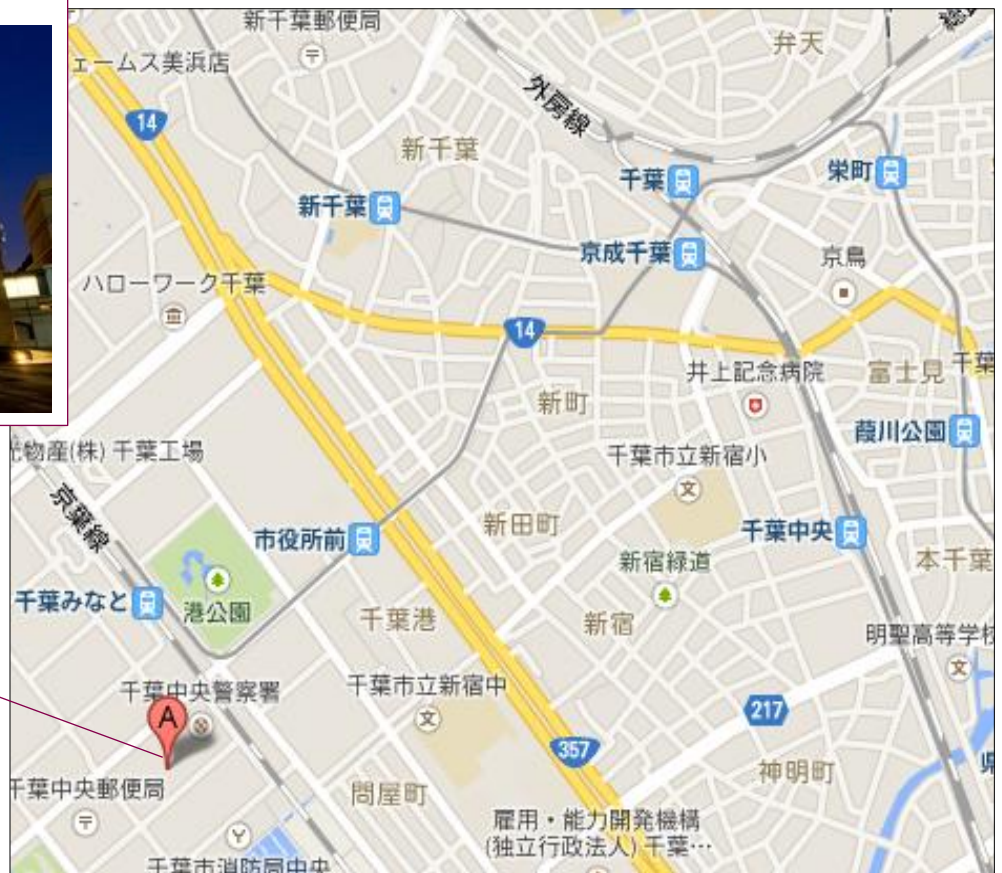 新千葉郵便局
ェームス美浜店
弁天
外房線
14
新千葉
千葉
栄町
新千葉
京成千葉
京鳥
ハローワーク千葉
14
井上記念病院
富士見
千葉
新町
葭川公園
物産(株) 千葉工場
千葉市立新宿小
京葉線
新田町
千葉中央
市役所前
新宿緑道
本千葉
千葉みなと
港公園
千葉港
新宿
明聖高等学校
千葉中央警察署
千葉市立新宿中
A
217
357
千葉中央郵便局
神明町
問屋町
雇用・能力開発機構
(独立行政法人) 千葉…
千葉市消防局中央